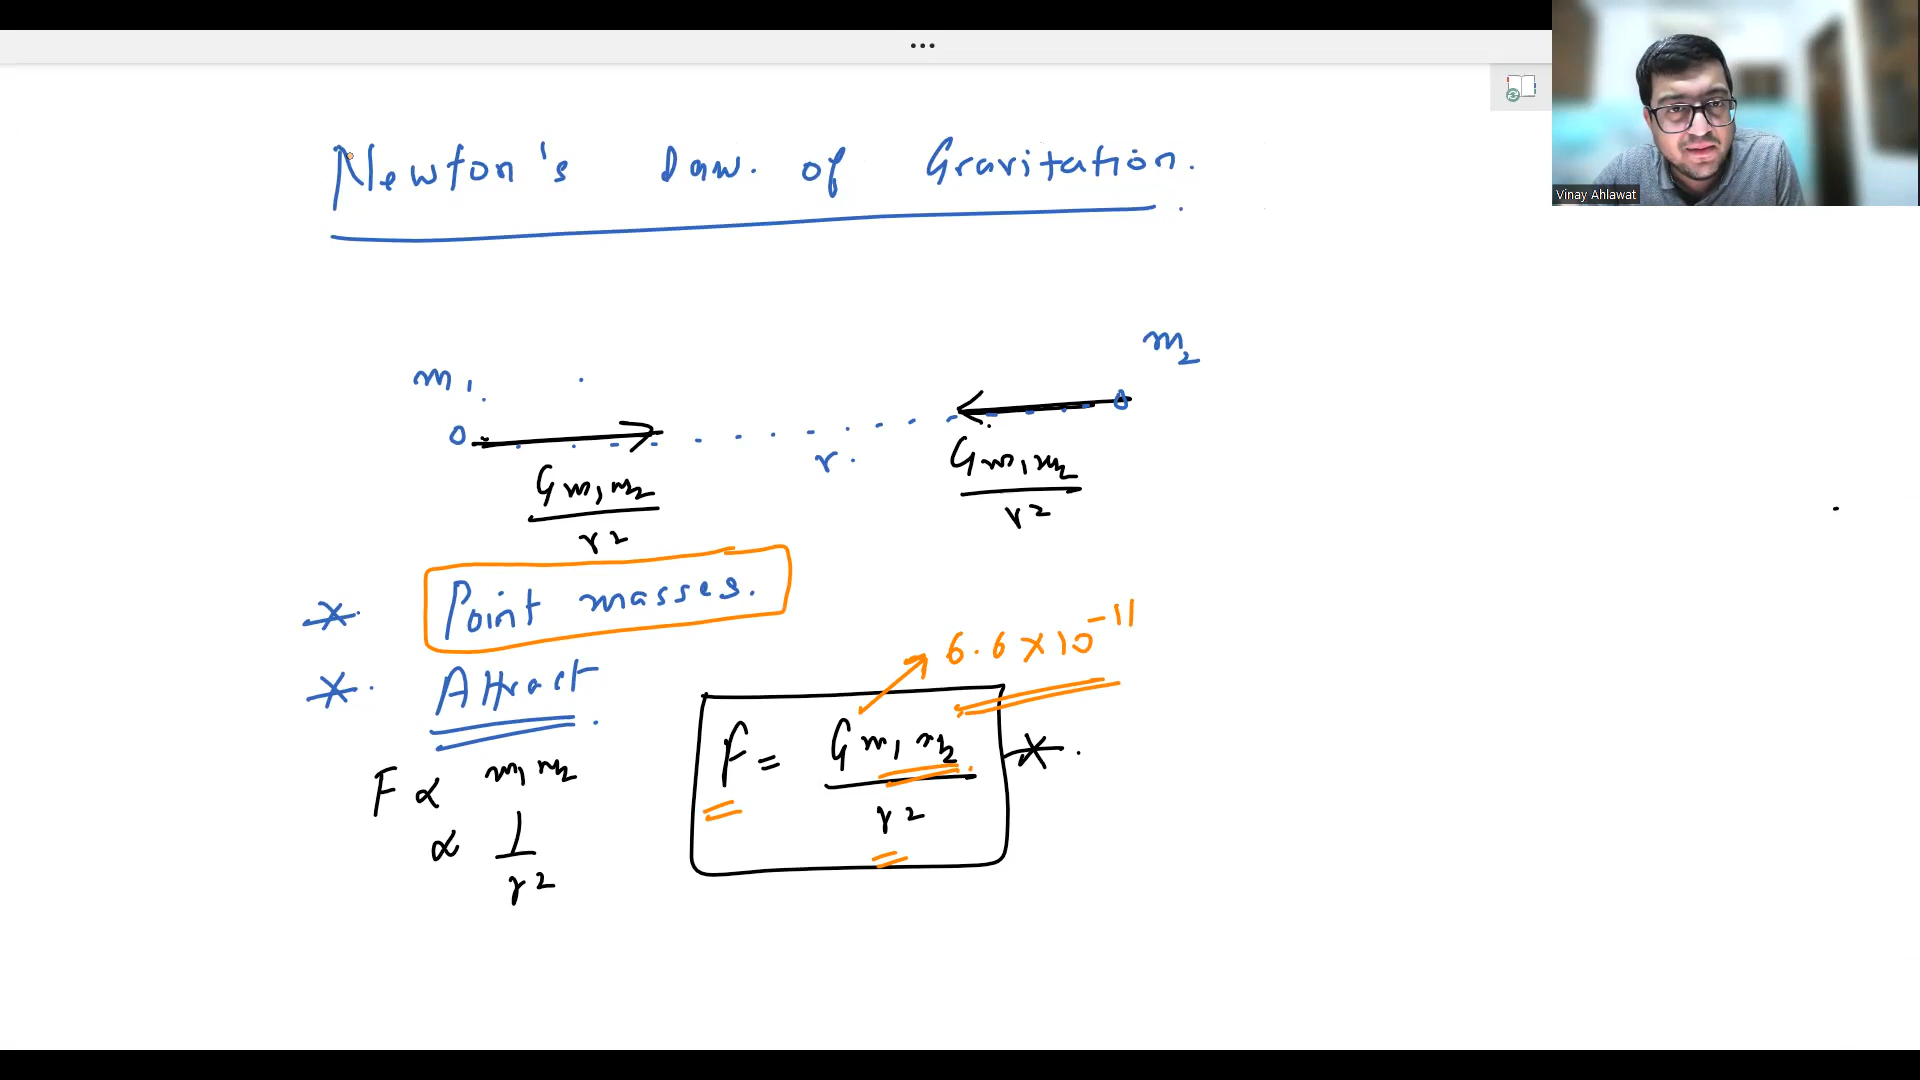 Newton's Law. of Gravitation.
m₁
m₂
r.
Gm₁m₂
r²
Gm₁m₂
r²
* Point masses.
* Attract
6.6 × 10⁻¹¹
F ∝ m₁m₂
∝ 1/r²
F = Gm₁m₂ / r² *
Vinay Ahlawat